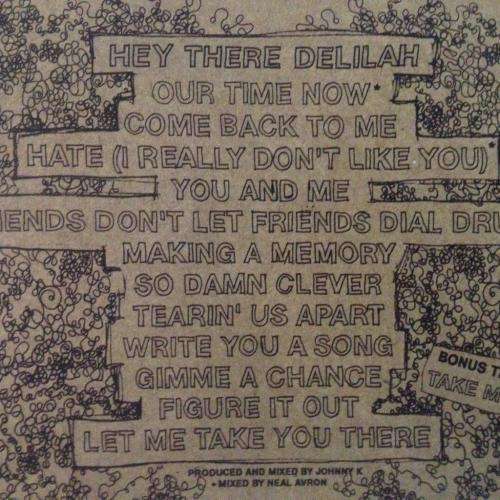 HEY THERE DELILAH
OUR TIME NOW*
COME BACK TO ME
HATE (I REALLY DON'T LIKE YOU)*
YOU AND ME
IENDS DON'T LET FRIENDS DIAL DRU
MAKING A MEMORY
SO DAMN CLEVER
TEARIN' US APART
WRITE YOU A SONG
GIMME A CHANCE
FIGURE IT OUT
LET ME TAKE YOU THERE
BONUS T
TAKE M
PRODUCED AND MIXED BY JOHNNY K
* MIXED BY NEAL AVRON